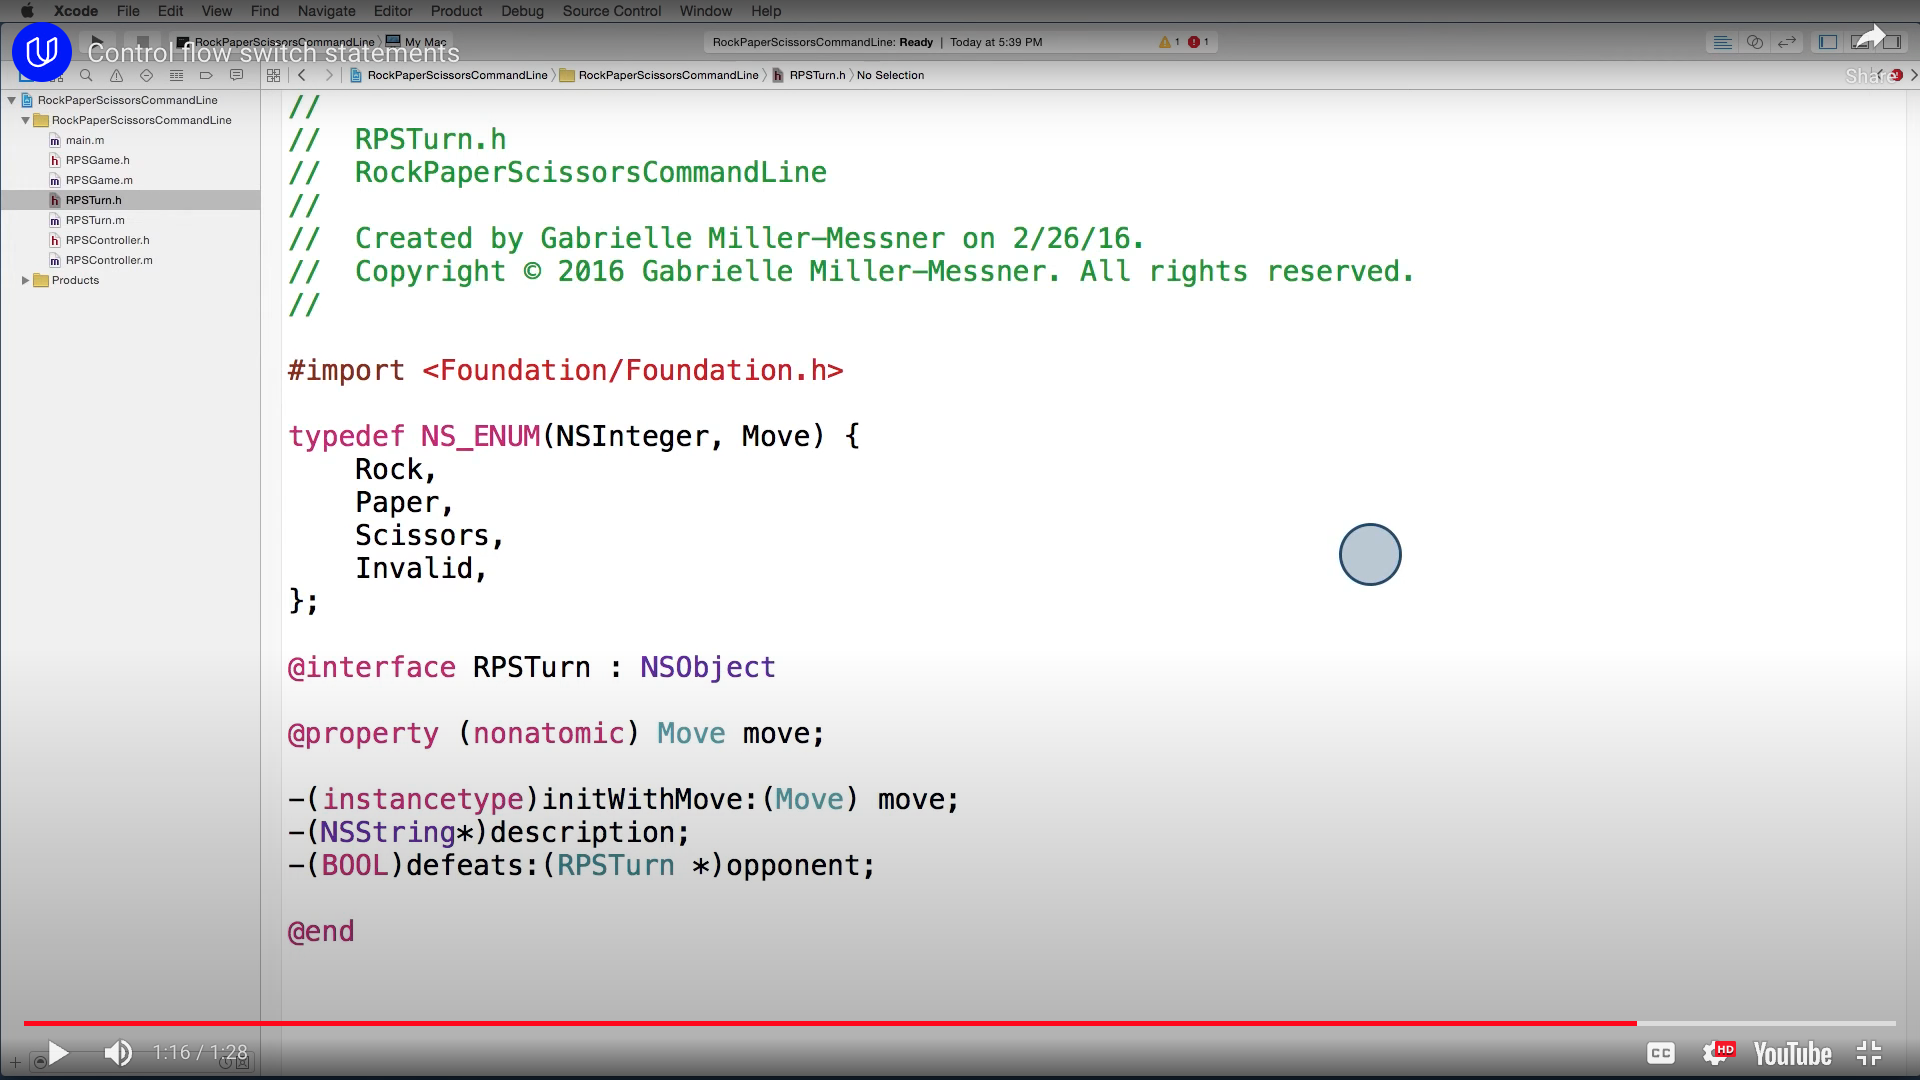 Xcode File Edit View Find Navigate Editor Product Debug Source Control Window Help
RockPaperScissorsCommandLine My Mac
RockPaperScissorsCommandLine: Ready | Today at 5:39 PM
1 1
Control flow switch statements
Share
RockPaperScissorsCommandLine RockPaperScissorsCommandLine RPSTurn.h No Selection
RockPaperScissorsCommandLine
RockPaperScissorsCommandLine
main.m
RPSGame.h
RPSGame.m
RPSTurn.h
RPSTurn.m
RPSController.h
RPSController.m
Products
//
// RPSTurn.h
// RockPaperScissorsCommandLine
//
// Created by Gabrielle Miller-Messner on 2/26/16.
// Copyright © 2016 Gabrielle Miller-Messner. All rights reserved.
//
#import <Foundation/Foundation.h>
typedef NS_ENUM(NSInteger, Move) {
Rock,
Paper,
Scissors,
Invalid,
};
@interface RPSTurn : NSObject
@property (nonatomic) Move move;
-(instancetype)initWithMove:(Move) move;
-(NSString*)description;
-(BOOL)defeats:(RPSTurn *)opponent;
@end
1:16 / 1:28
CC HD YouTube